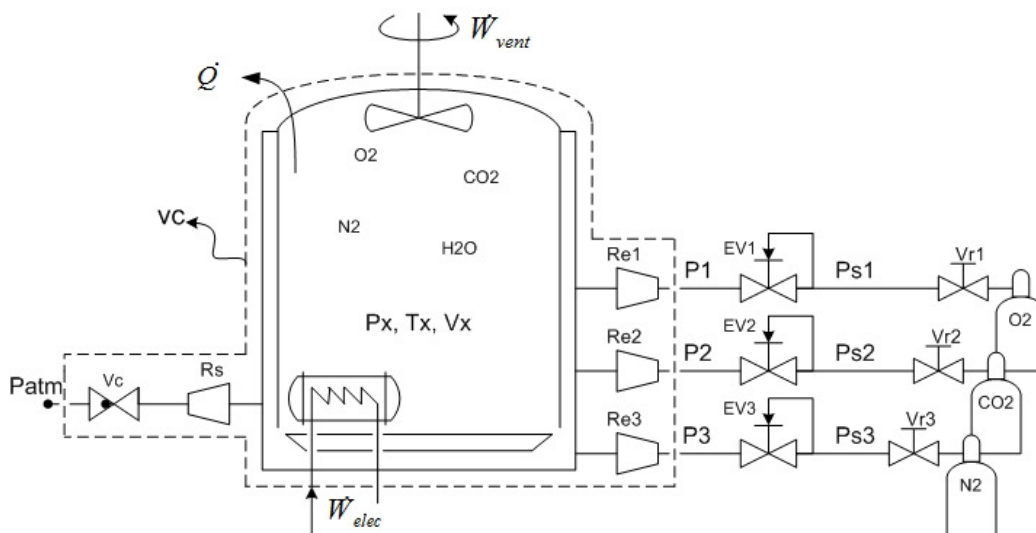 Ẇvent
Q̇
O2
CO2
VC
N2
H2O
EV1
Vr1
Re1
P1
Ps1
O2
Px, Tx, Vx
EV2
Vr2
Re2
P2
Ps2
Patm
Vc
Rs
CO2
EV3
Vr3
Re3
P3
Ps3
N2
Ẇelec